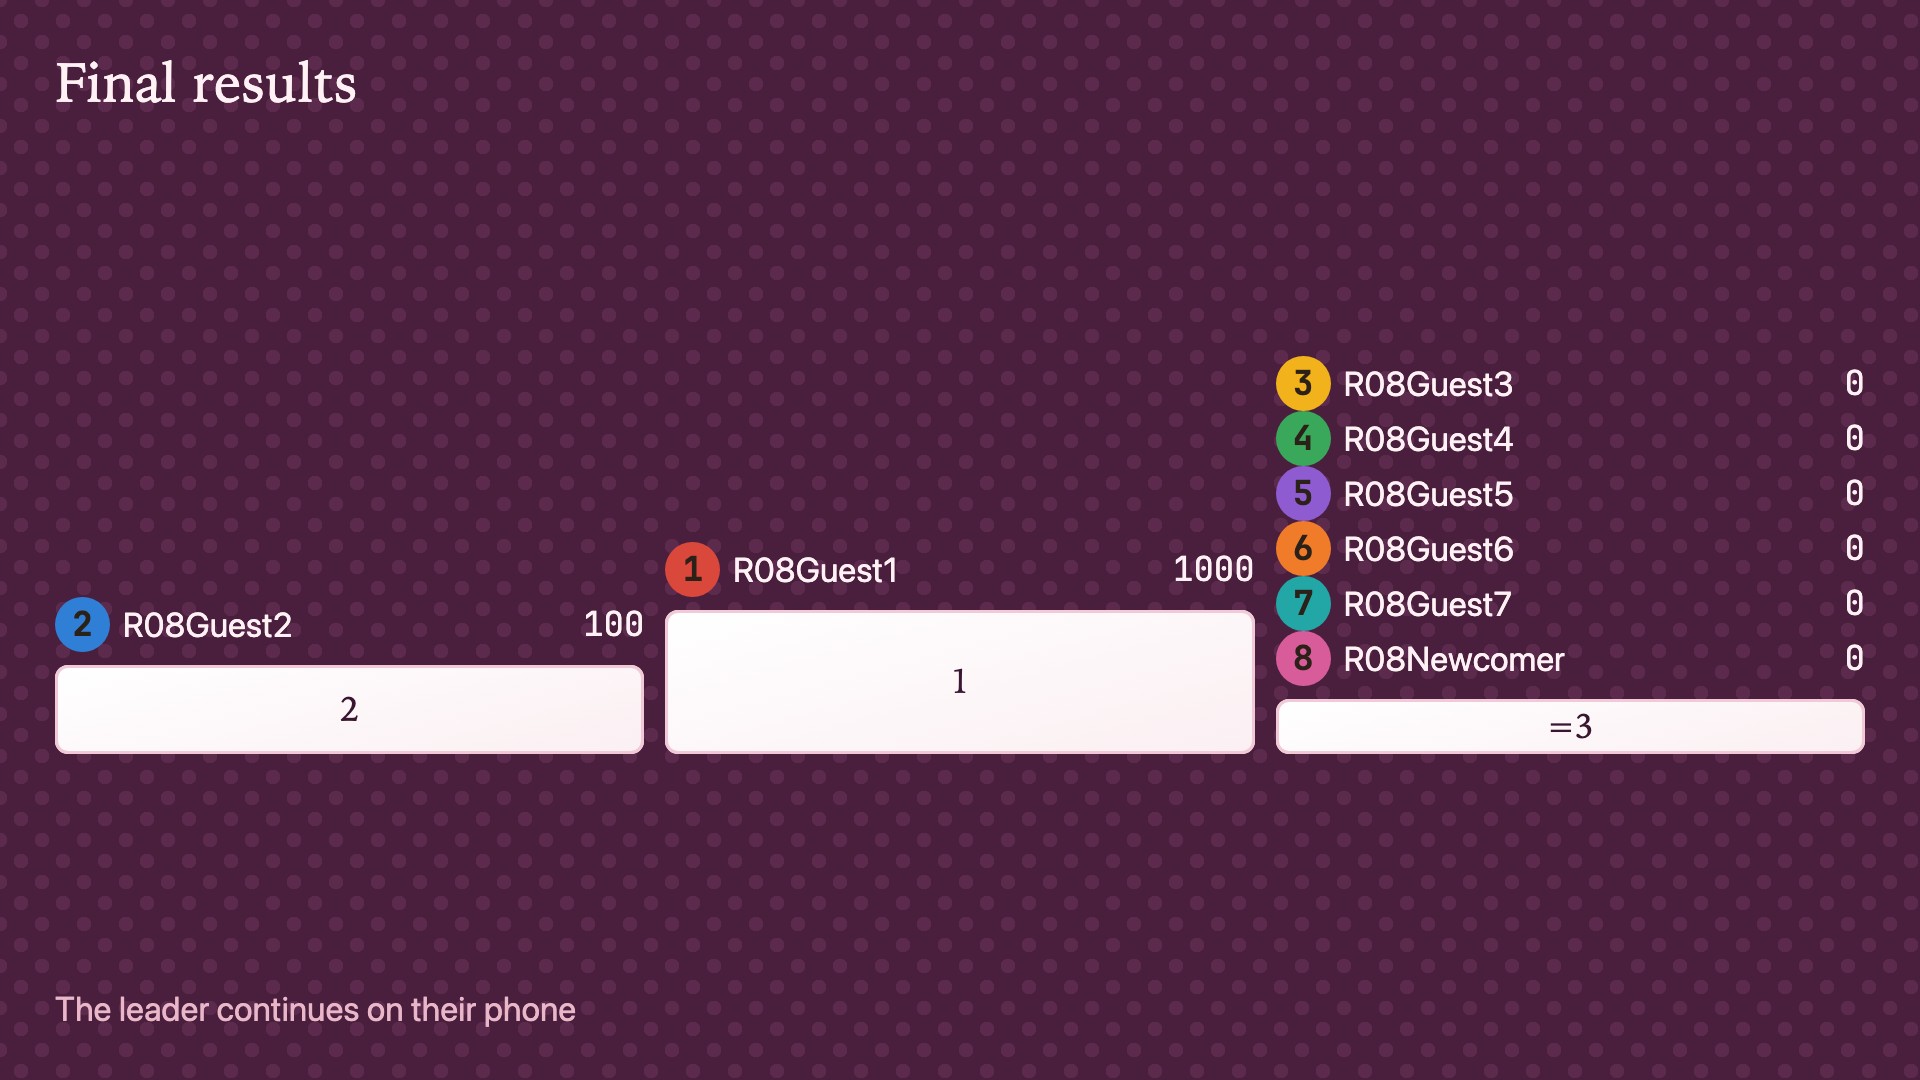 Final results
2 R08Guest2 100
2
1 R08Guest1 1000
1
3 R08Guest3 0
4 R08Guest4 0
5 R08Guest5 0
6 R08Guest6 0
7 R08Guest7 0
8 R08Newcomer 0
=3
The leader continues on their phone